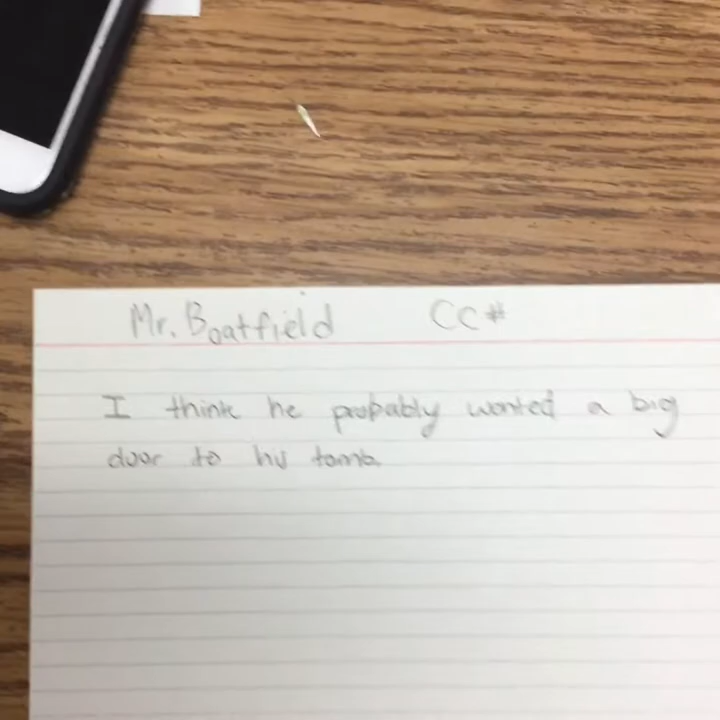 Mr. Boatfield CC#
I think he probably wanted a big
door to his tomb.